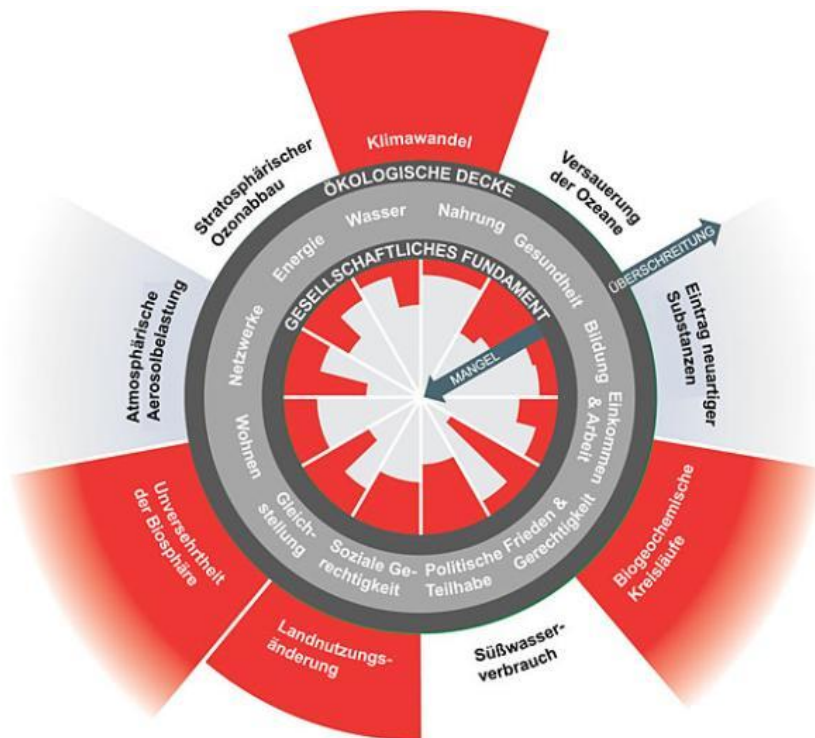 Klimawandel
Stratosphärischer
Ozonabbau
Versauerung
der Ozeane
ÖKOLOGISCHE DECKE
Wasser
Nahrung
Energie
Gesundheit
ÜBERSCHREITUNG
GESELLSCHAFTLICHES FUNDAMENT
Atmosphärische
Aerosolbelastung
Netzwerke
MANGEL
Bildung
Eintrag neuartiger
Substanzen
Wohnen
Einkommen
& Arbeit
Unversehrtheit
der Biosphäre
Gleich-
stellung
Soziale Ge-
rechtigkeit
Politische
Teilhabe
Frieden &
Gerechtigkeit
Biogeochemische
Kreisläufe
Landnutzungs-
änderung
Süßwasser-
verbrauch